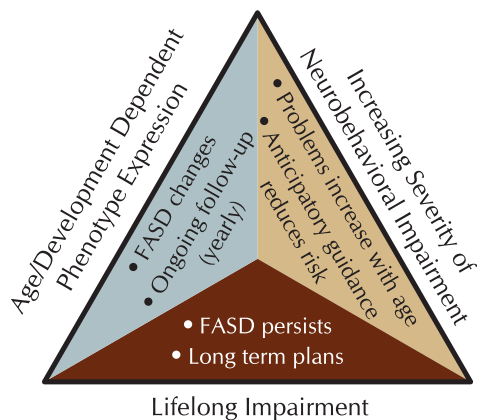 Age/Development Dependent
Phenotype Expression
• FASD changes
• Ongoing follow-up
(yearly)
Increasing Severity of
Neurobehavioral Impairment
• Problems increase with age
• Anticipatory guidance
reduces risk
• FASD persists
• Long term plans
Lifelong Impairment